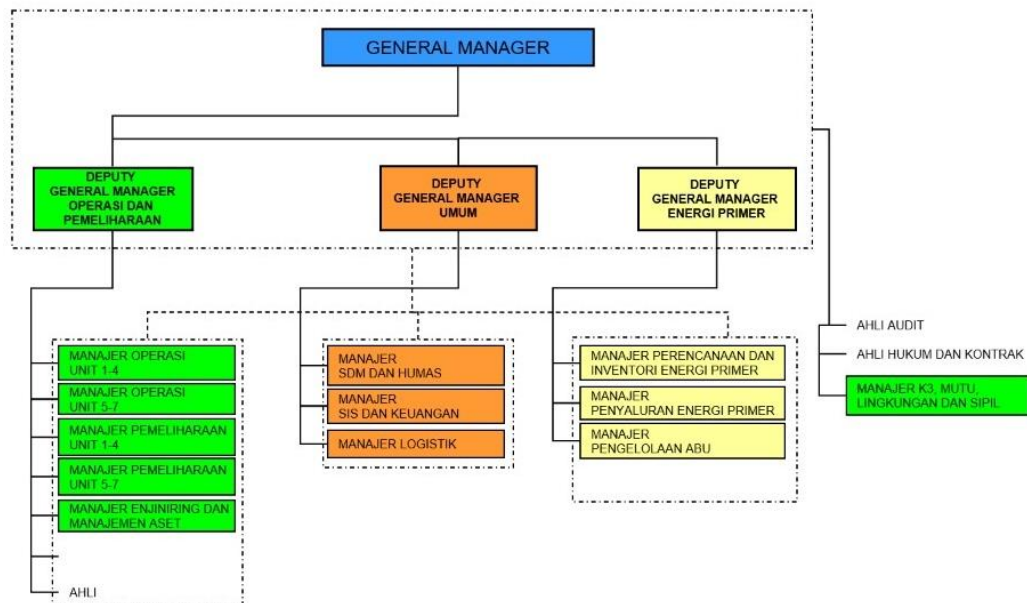 GENERAL MANAGER
DEPUTY
GENERAL MANAGER
OPERASI DAN
PEMELIHARAAN
DEPUTY
GENERAL MANAGER
UMUM
DEPUTY
GENERAL MANAGER
ENERGI PRIMER
MANAJER OPERASI
UNIT 1-4
MANAJER OPERASI
UNIT 5-7
MANAJER PEMELIHARAAN
UNIT 1-4
MANAJER PEMELIHARAAN
UNIT 5-7
MANAJER ENJINIRING DAN
MANAJEMEN ASET
AHLI
MANAJER
SDM DAN HUMAS
MANAJER
SIS DAN KEUANGAN
MANAJER LOGISTIK
MANAJER PERENCANAAN DAN
INVENTORI ENERGI PRIMER
MANAJER
PENYALURAN ENERGI PRIMER
MANAJER
PENGELOLAAN ABU
AHLI AUDIT
AHLI HUKUM DAN KONTRAK
MANAJER K3, MUTU,
LINGKUNGAN DAN SIPIL